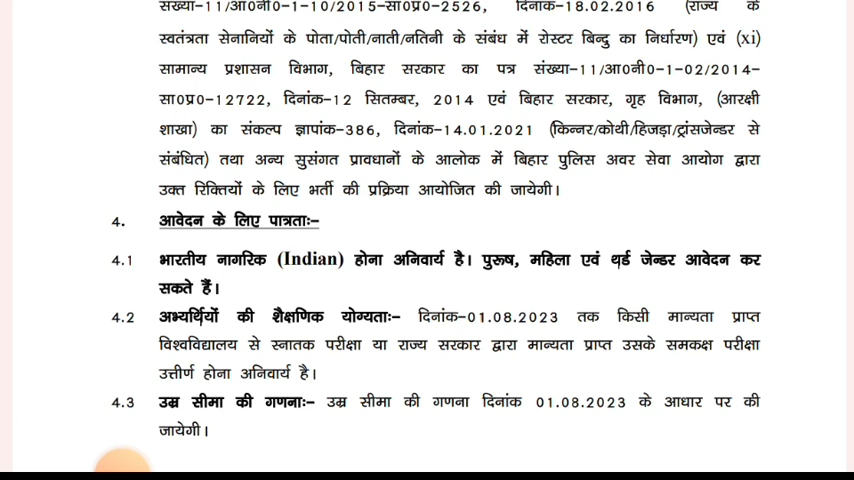 संख्या-11/आ0नी0-1-10/2015-सा0प्र0-2526, दिनांक-18.02.2016 (राज्य के
स्वतंत्रता सेनानियों के पोता/पोती/नाती/नतिनी के संबंध में रोस्टर बिन्दु का निर्धारण) एवं (xi)
सामान्य प्रशासन विभाग, बिहार सरकार का पत्र संख्या-11/आ0नी0-1-02/2014-
सा0प्र0-12722, दिनांक-12 सितम्बर, 2014 एवं बिहार सरकार, गृह विभाग, (आरक्षी
शाखा) का संकल्प ज्ञापांक-386, दिनांक-14.01.2021 (किन्नर/कोथी/हिजड़ा/ट्रांसजेन्डर से
संबंधित) तथा अन्य सुसंगत प्रावधानों के आलोक में बिहार पुलिस अवर सेवा आयोग द्वारा
उक्त रिक्तियों के लिए भर्ती की प्रक्रिया आयोजित की जायेगी।
4. आवेदन के लिए पात्रताः-
4.1 भारतीय नागरिक (Indian) होना अनिवार्य है। पुरूष, महिला एवं थर्ड जेन्डर आवेदन कर
सकते हैं।
4.2 अभ्यर्थियों की शैक्षणिक योग्यताः- दिनांक-01.08.2023 तक किसी मान्यता प्राप्त
विश्वविद्यालय से स्नातक परीक्षा या राज्य सरकार द्वारा मान्यता प्राप्त उसके समकक्ष परीक्षा
उत्तीर्ण होना अनिवार्य है।
4.3 उम्र सीमा की गणनाः- उम्र सीमा की गणना दिनांक 01.08.2023 के आधार पर की
जायेगी।